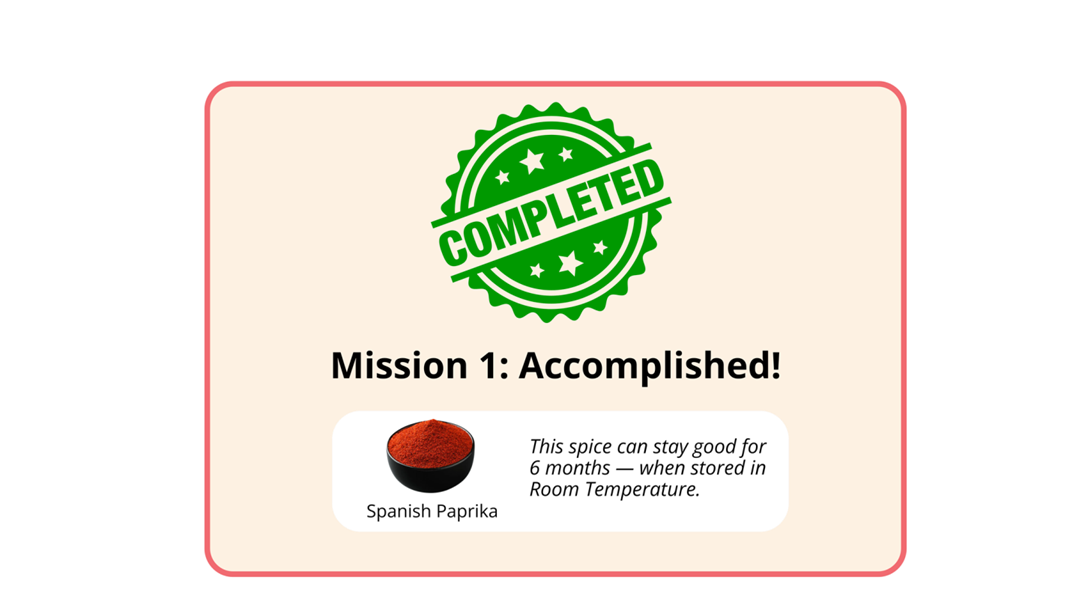 COMPLETED
Mission 1: Accomplished!
This spice can stay good for
6 months — when stored in
Room Temperature.
Spanish Paprika